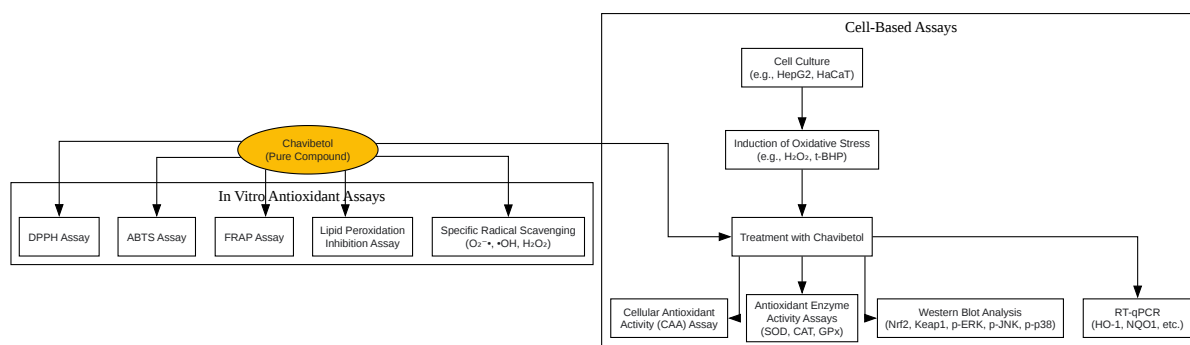 Cell-Based Assays
Cell Culture
(e.g., HepG2, HaCaT)
Chavibetol
(Pure Compound)
Induction of Oxidative Stress
(e.g., H₂O₂, t-BHP)
In Vitro Antioxidant Assays
DPPH Assay
ABTS Assay
FRAP Assay
Lipid Peroxidation
Inhibition Assay
Specific Radical Scavenging
(O₂⁻•, •OH, H₂O₂)
Treatment with Chavibetol
Cellular Antioxidant
Activity (CAA) Assay
Antioxidant Enzyme
Activity Assays
(SOD, CAT, GPx)
Western Blot Analysis
(Nrf2, Keap1, p-ERK, p-JNK, p-p38)
RT-qPCR
(HO-1, NQO1, etc.)